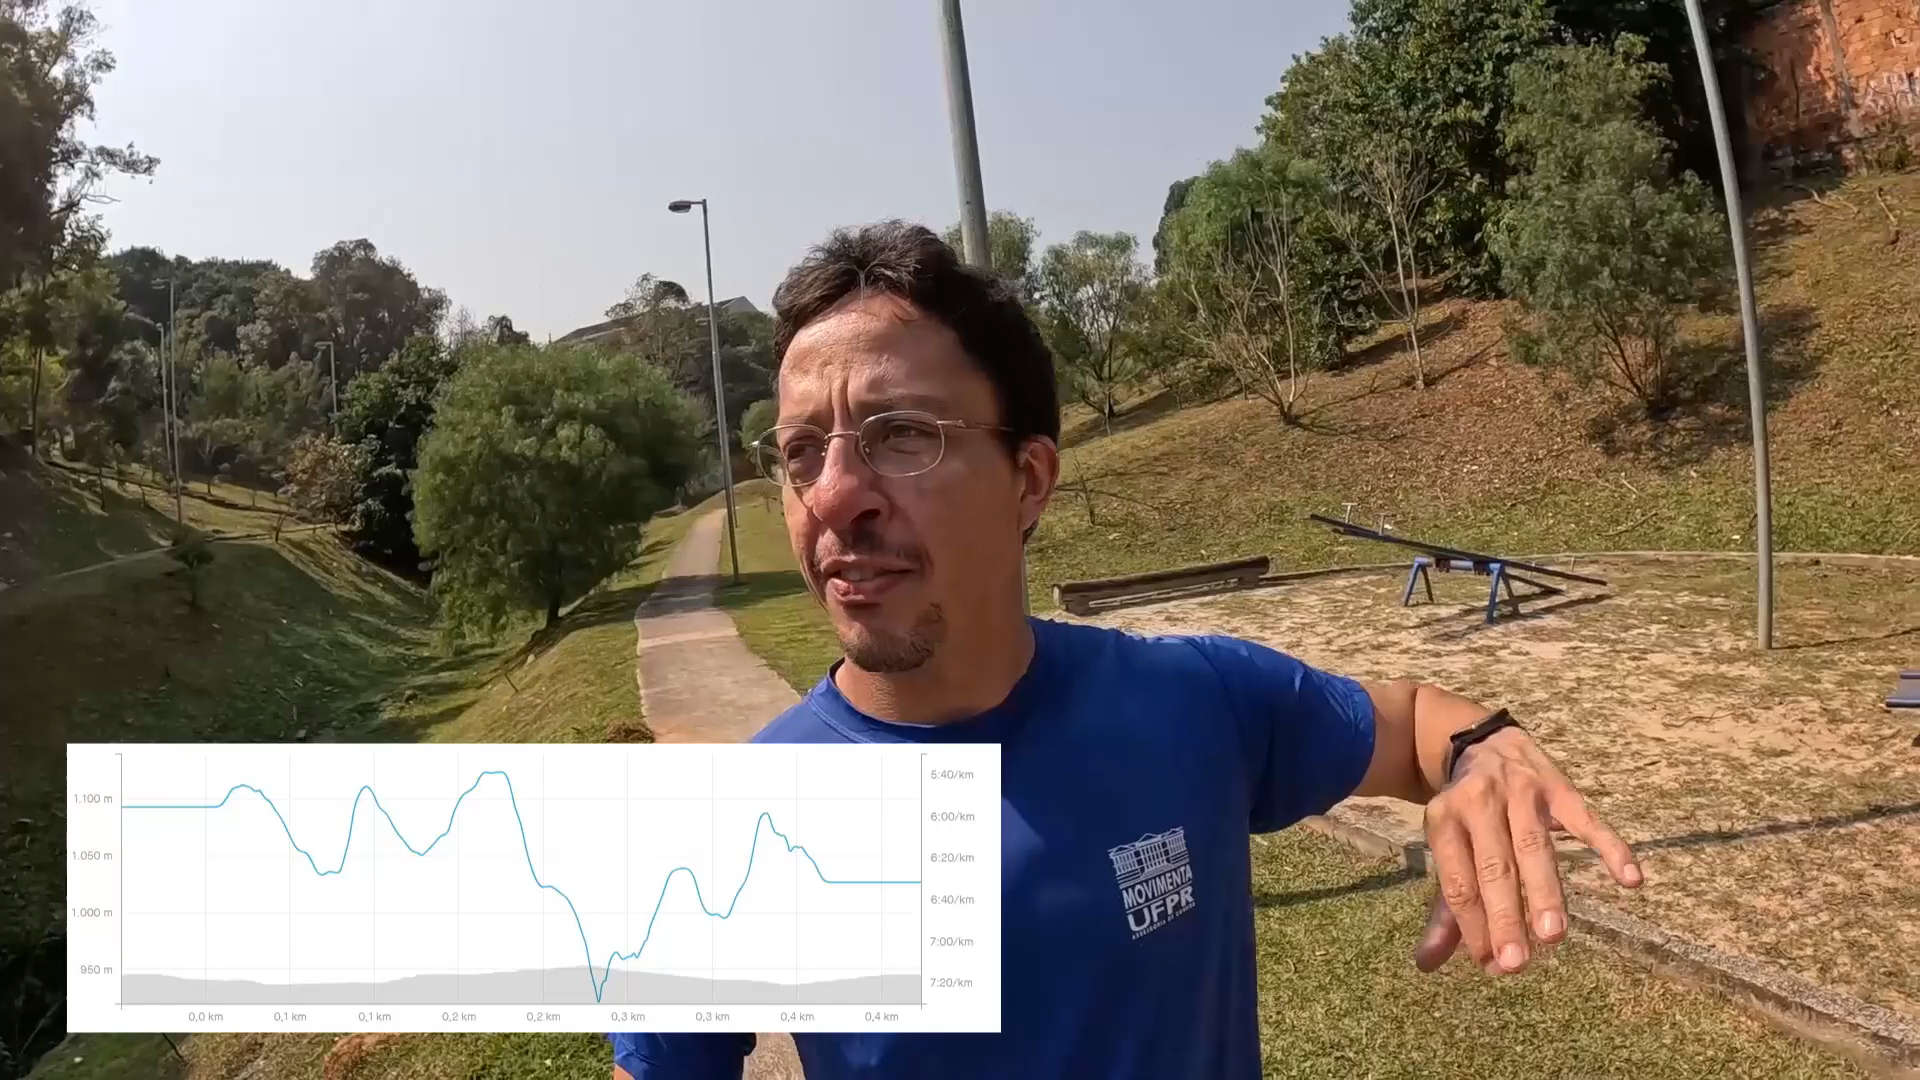 5:40/km
1.100 m
6:00/km
1.050 m
6:20/km
6:40/km
1.000 m
7:00/km
950 m
7:20/km
0,0 km 0,1 km 0,1 km 0,2 km 0,2 km 0,3 km 0,3 km 0,4 km 0,4 km
MOVIMENTA
UFPR